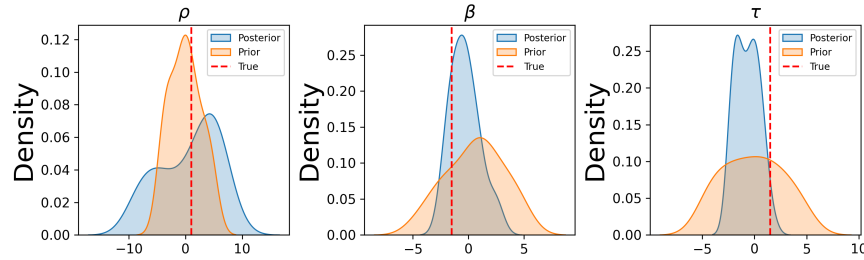 ρ
Density
0.12
0.10
0.08
0.06
0.04
0.02
0.00
−10
0
10
Posterior
Prior
True
β
Density
0.25
0.20
0.15
0.10
0.05
0.00
−5
0
5
Posterior
Prior
True
τ
Density
0.25
0.20
0.15
0.10
0.05
0.00
−5
0
5
10
Posterior
Prior
True